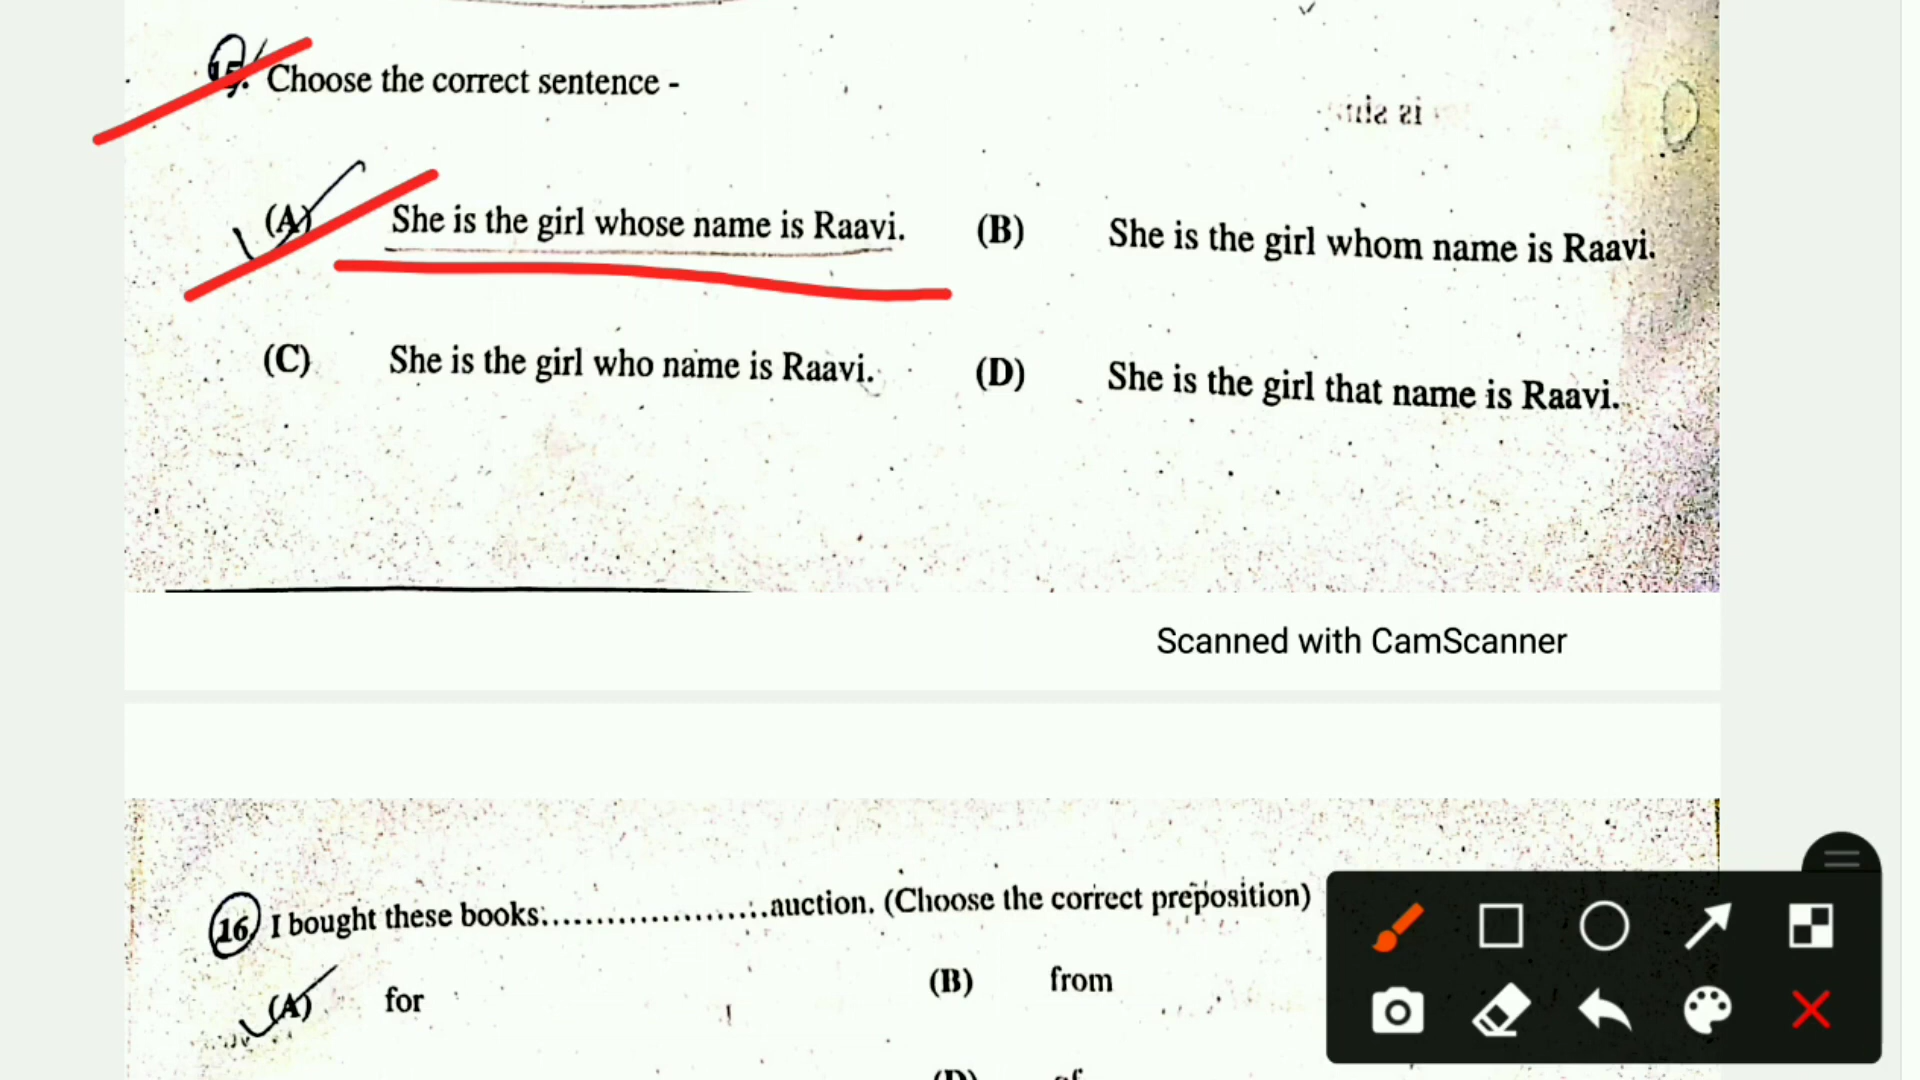 15. Choose the correct sentence -
(A) She is the girl whose name is Raavi. (B) She is the girl whom name is Raavi.
(C) She is the girl who name is Raavi. (D) She is the girl that name is Raavi.
Scanned with CamScanner
16. I bought these books....................auction. (Choose the correct preposition)
(A) for (B) from
(D) of